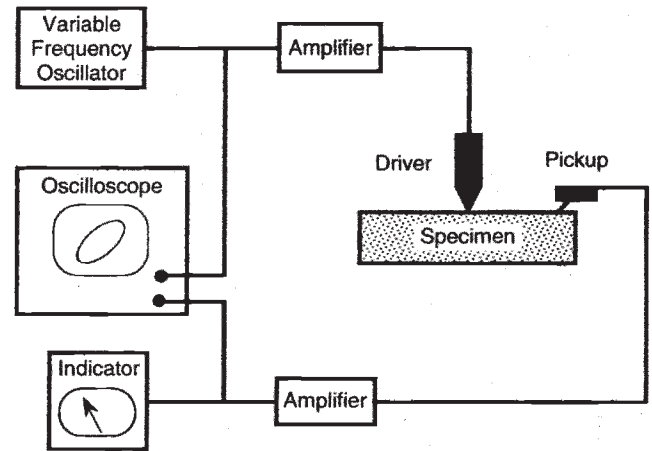 Variable
Frequency
Oscillator
Amplifier
Driver
Pickup
Oscilloscope
Specimen
Indicator
Amplifier